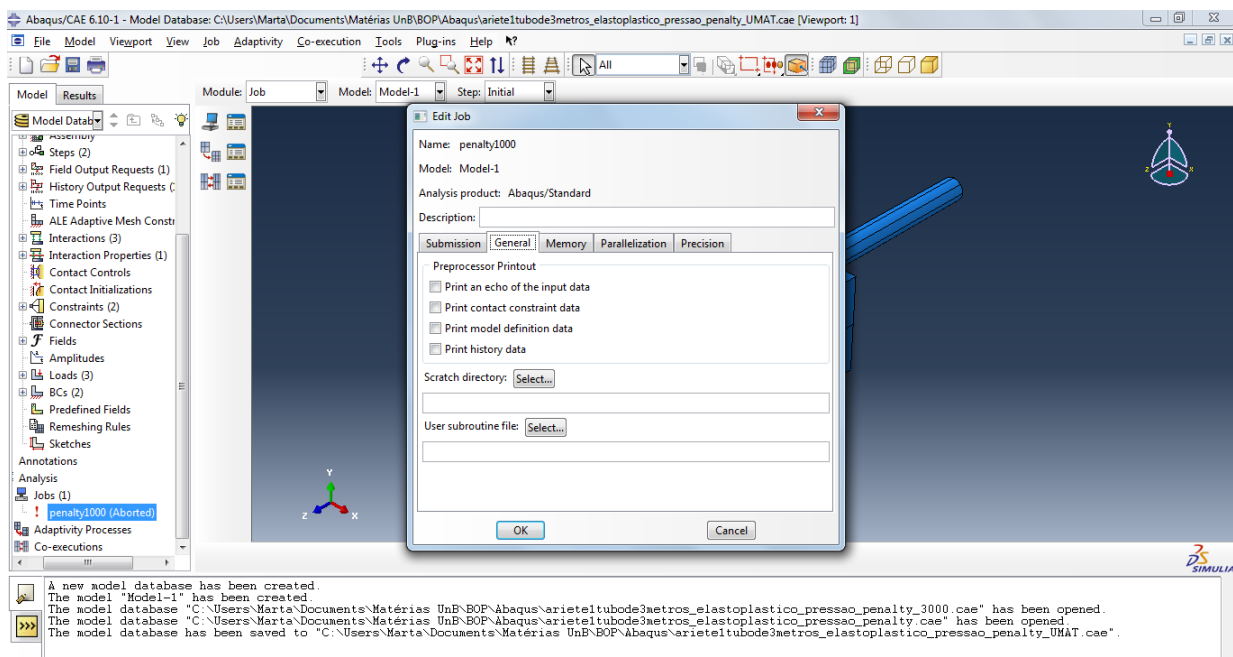 Abaqus/CAE 6.10-1 - Model Database: C:\Users\Marta\Documents\Matérias UnB\BOP\Abaqus\ariete1tubode3metros_elastoplastico_pressao_penalty_UMAT.cae [Viewport: 1]
File Model Viewport View Job Adaptivity Co-execution Tools Plug-ins Help
All
Model Results
Module: Job Model: Model-1 Step: Initial
Model Datab
Assembly
Steps (2)
Field Output Requests (1)
History Output Requests (
Time Points
ALE Adaptive Mesh Constr
Interactions (3)
Interaction Properties (1)
Contact Controls
Contact Initializations
Constraints (2)
Connector Sections
Fields
Amplitudes
Loads (3)
BCs (2)
Predefined Fields
Remeshing Rules
Sketches
Annotations
Analysis
Jobs (1)
penalty1000 (Aborted)
Adaptivity Processes
Co-executions
Edit Job
Name: penalty1000
Model: Model-1
Analysis product: Abaqus/Standard
Description:
Submission General Memory Parallelization Precision
Preprocessor Printout
Print an echo of the input data
Print contact constraint data
Print model definition data
Print history data
Scratch directory: Select...
User subroutine file: Select...
OK Cancel
Y
Z X
Y
Z X
SIMULIA
A new model database has been created.
The model "Model-1" has been created.
The model database "C:\Users\Marta\Documents\Matérias UnB\BOP\Abaqus\ariete1tubode3metros_elastoplastico_pressao_penalty_3000.cae" has been opened.
The model database "C:\Users\Marta\Documents\Matérias UnB\BOP\Abaqus\ariete1tubode3metros_elastoplastico_pressao_penalty.cae" has been opened.
The model database has been saved to "C:\Users\Marta\Documents\Matérias UnB\BOP\Abaqus\ariete1tubode3metros_elastoplastico_pressao_penalty_UMAT.cae".
>>>